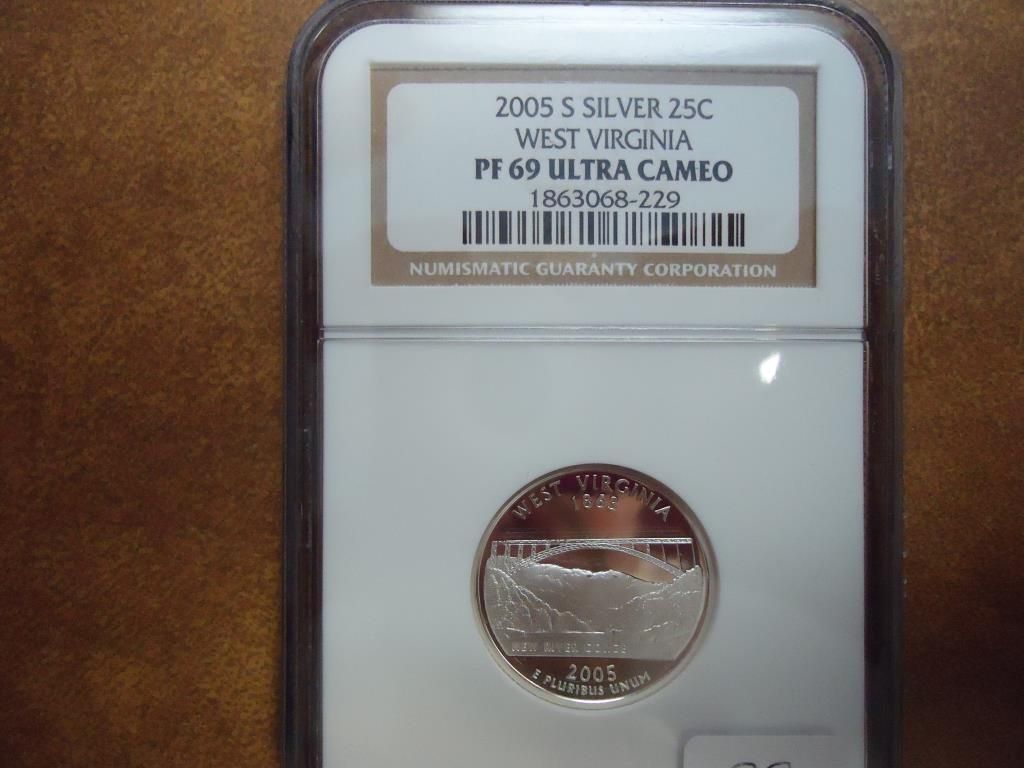 2005 S SILVER 25C
WEST VIRGINIA
PF 69 ULTRA CAMEO
1863068-229
NUMISMATIC GUARANTY CORPORATION
WEST VIRGINIA
1863
NEW RIVER GORGE
2005
E PLURIBUS UNUM